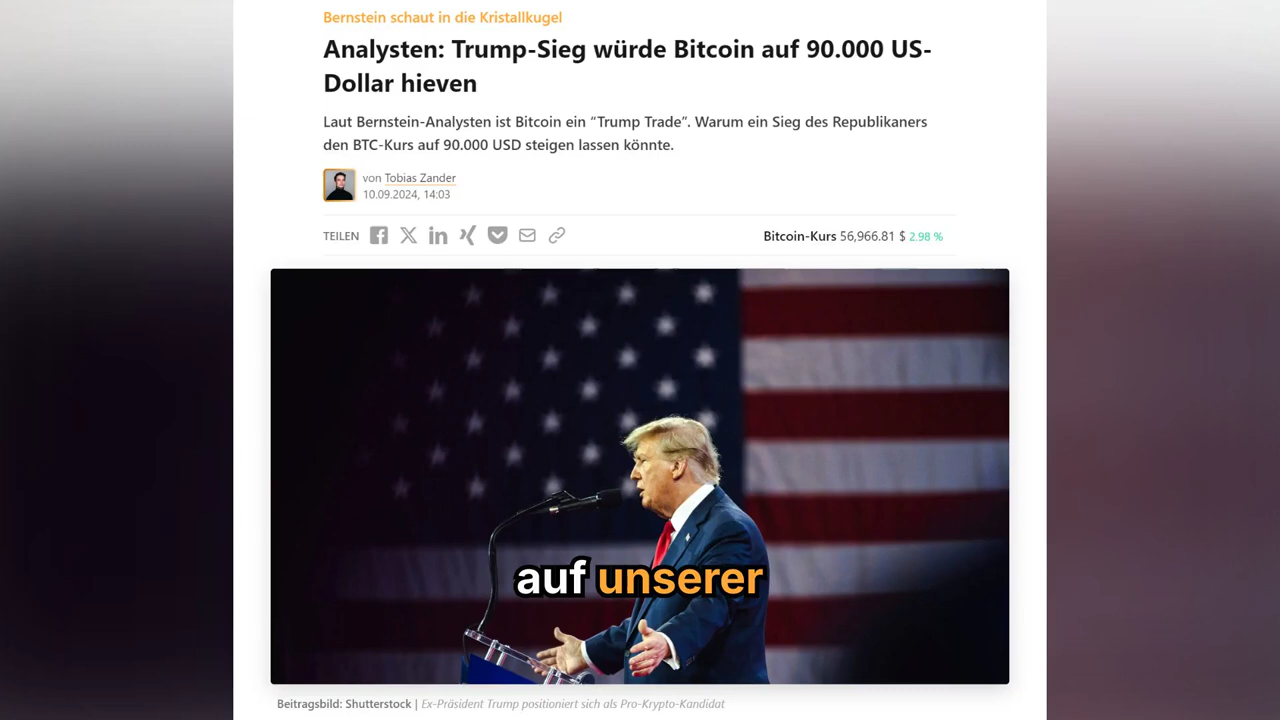 Bernstein schaut in die Kristallkugel
Analysten: Trump-Sieg würde Bitcoin auf 90.000 US-
Dollar hieven
Laut Bernstein-Analysten ist Bitcoin ein “Trump Trade”. Warum ein Sieg des Republikaners
den BTC-Kurs auf 90.000 USD steigen lassen könnte.
von Tobias Zander
10.09.2024, 14:03
TEILEN
Bitcoin-Kurs 56,966.81 $ 2.98 %
auf unserer
Beitragsbild: Shutterstock | Ex-Präsident Trump positioniert sich als Pro-Krypto-Kandidat